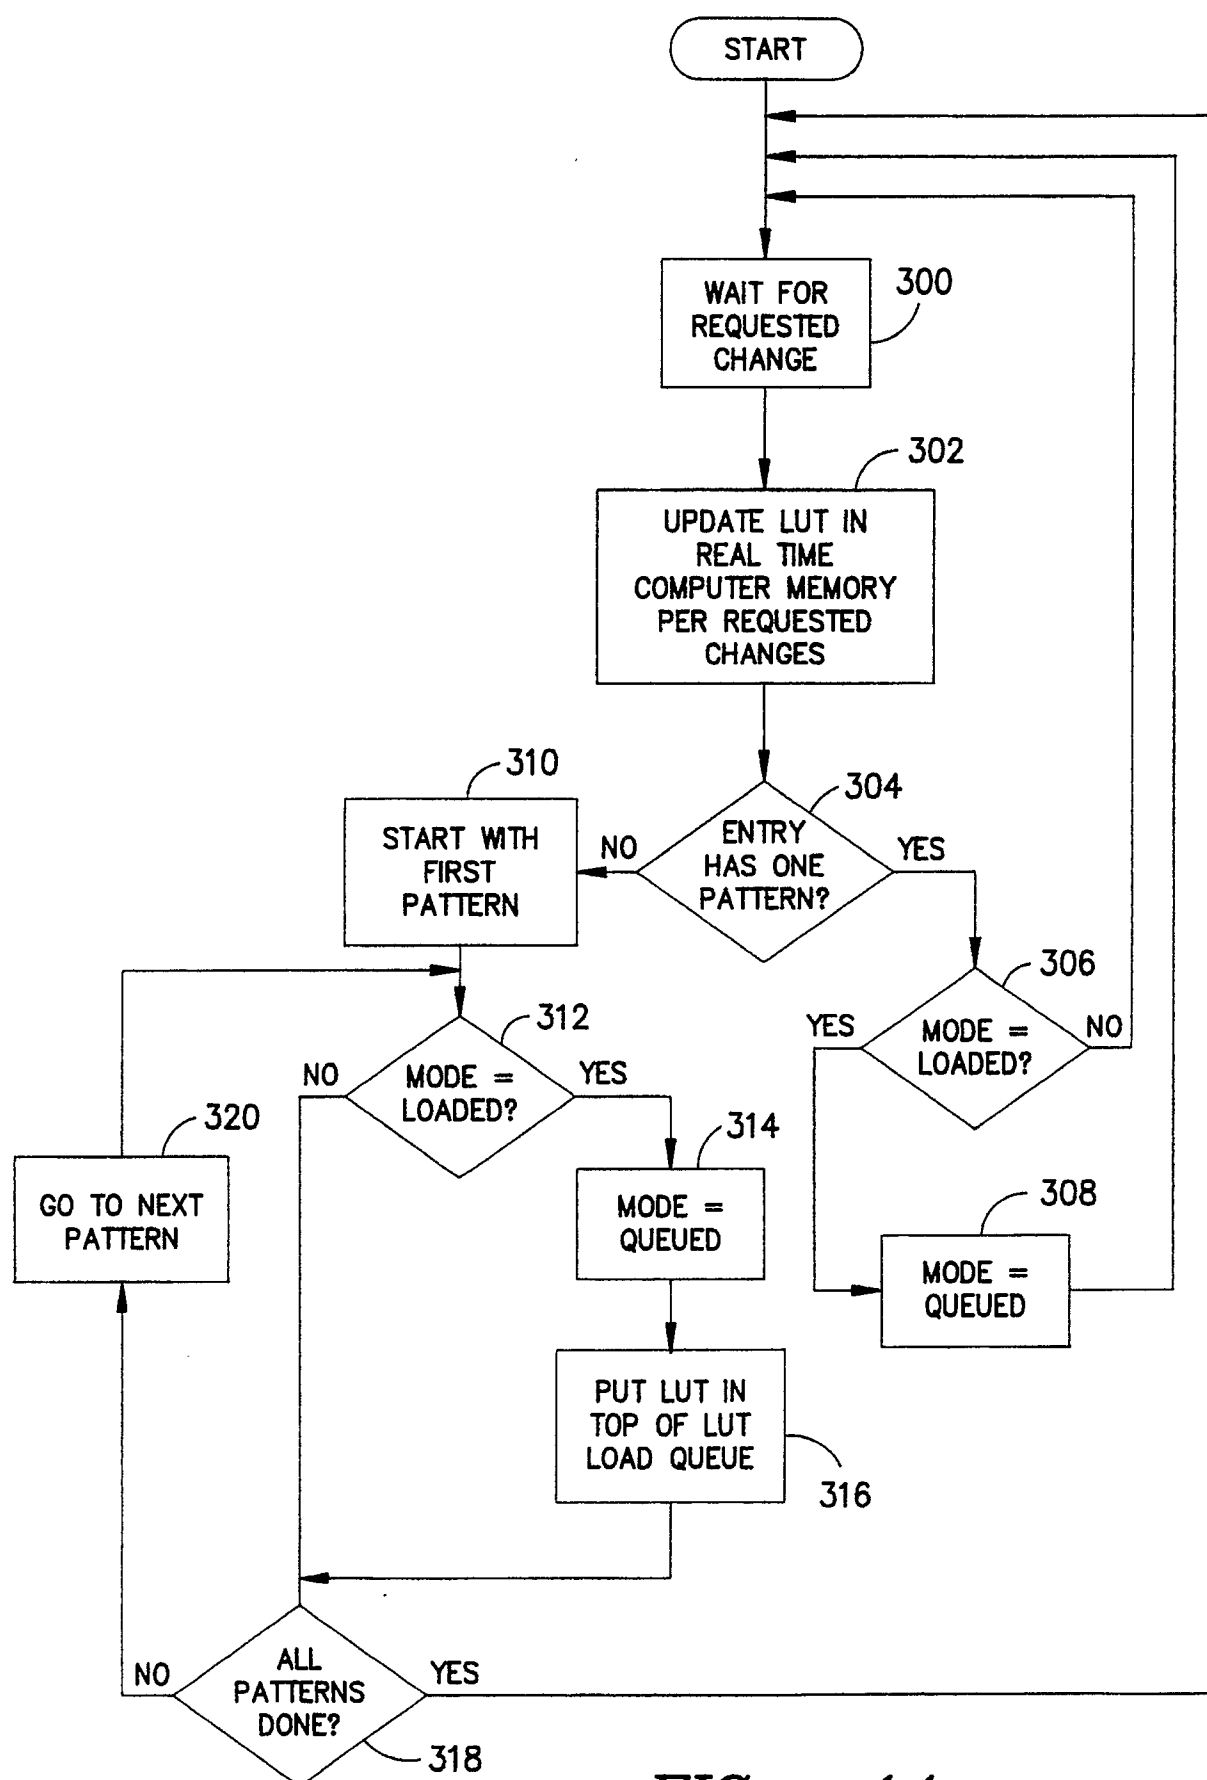 START
WAIT FOR
REQUESTED
CHANGE
300
302
UPDATE LUT IN
REAL TIME
COMPUTER MEMORY
PER REQUESTED
CHANGES
310
START WITH
FIRST
PATTERN
NO
304
ENTRY
HAS ONE
PATTERN?
YES
306
YES
MODE =
LOADED?
NO
312
NO
MODE =
LOADED?
YES
320
GO TO NEXT
PATTERN
314
MODE =
QUEUED
308
MODE =
QUEUED
PUT LUT IN
TOP OF LUT
LOAD QUEUE
316
NO
ALL
PATTERNS
DONE?
YES
318